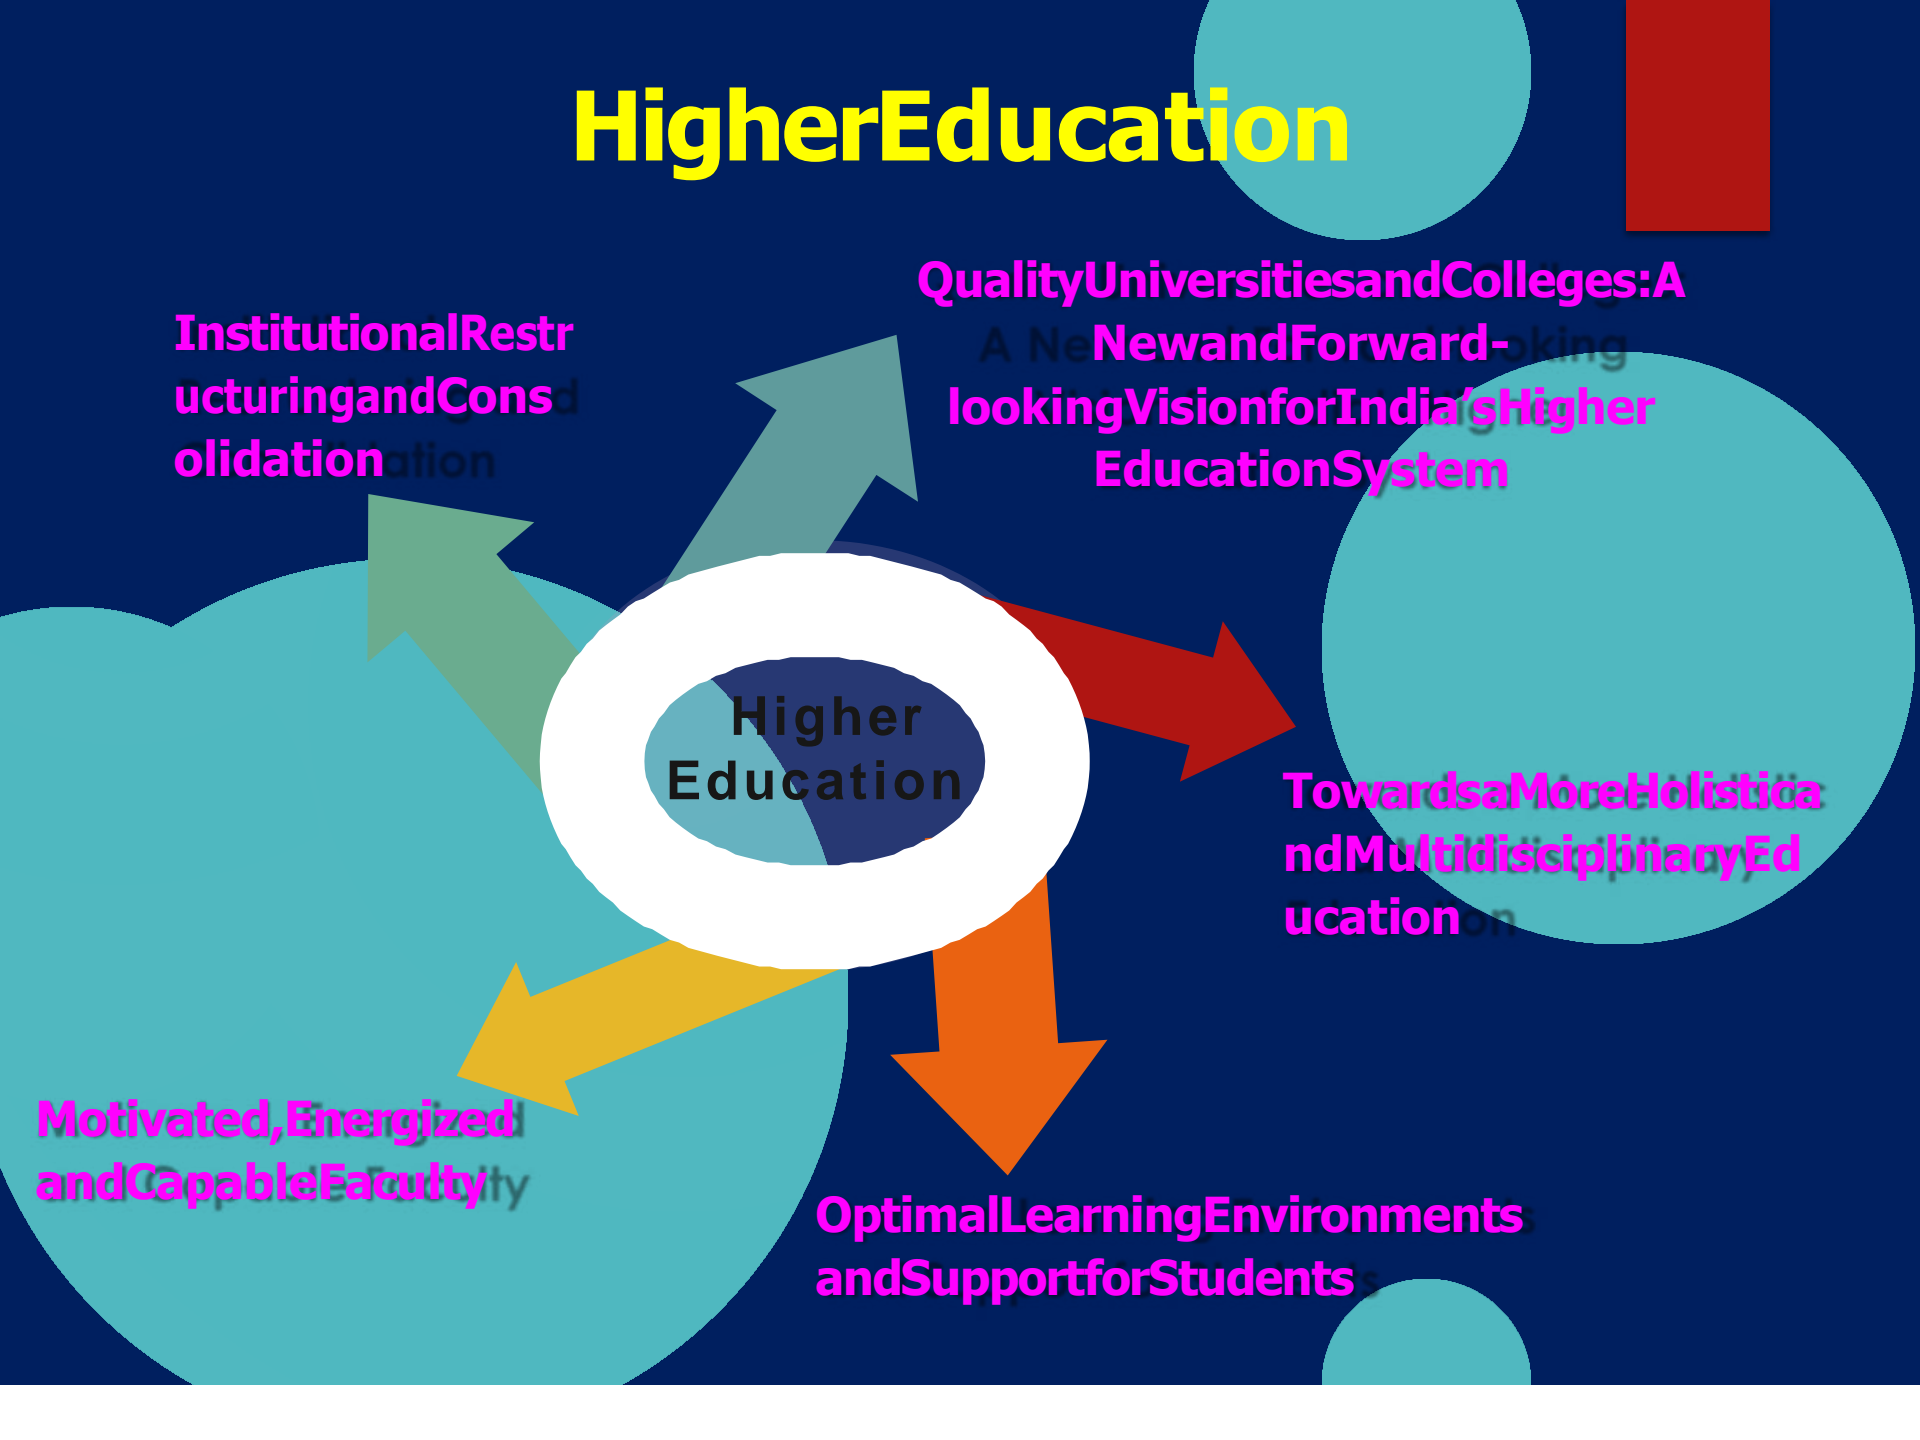 HigherEducation
QualityUniversitiesandColleges:A
NewandForward-
lookingVisionforIndia’sHigher
EducationSystem
InstitutionalRestr
ucturingandCons
olidation
Higher
Education
TowardsaMoreHolistica
ndMultidisciplinaryEd
ucation
Motivated,Energized
andCapableFaculty
OptimalLearningEnvironments
andSupportforStudents